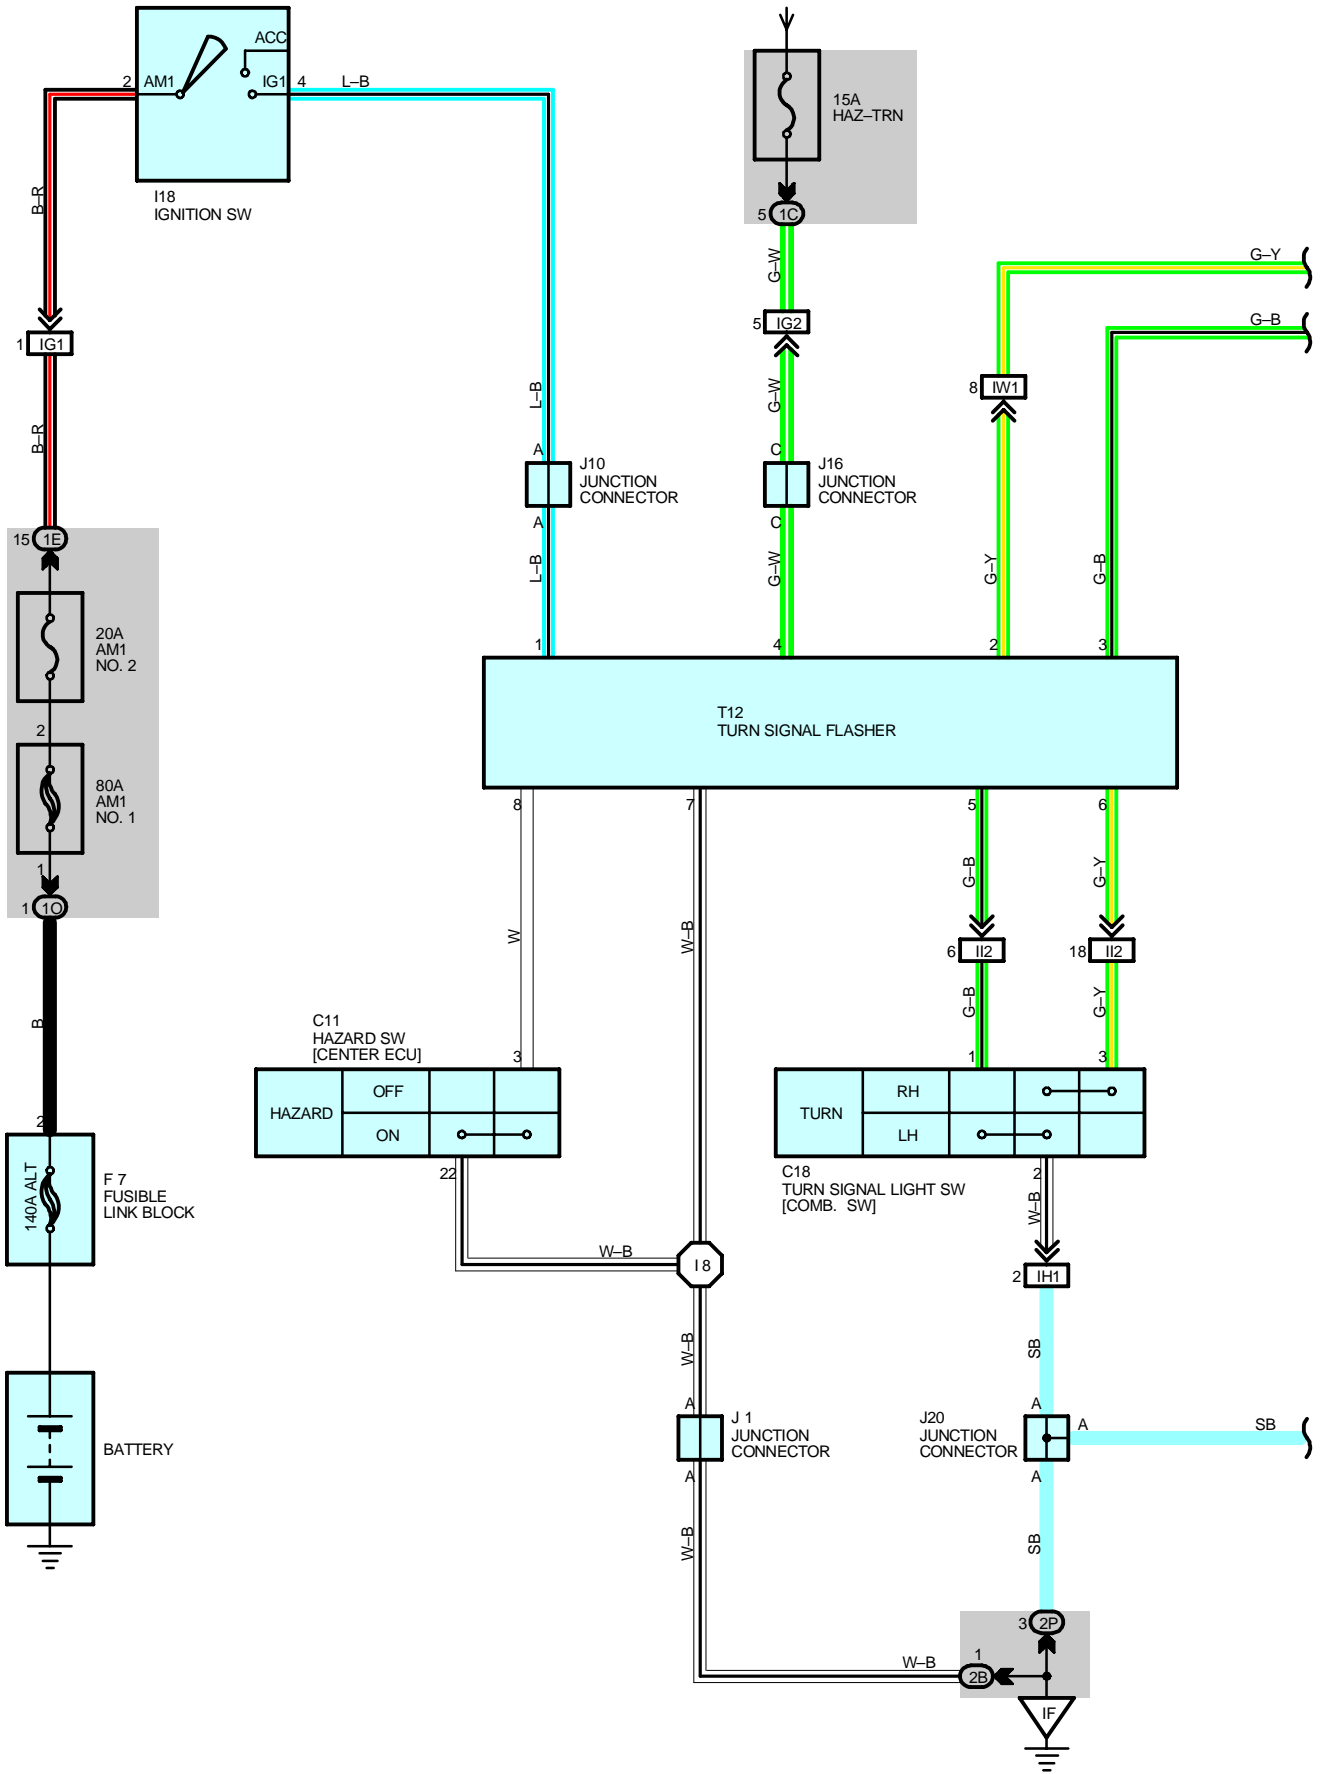 ACC
2 AM1
IG1 4
L–B
I18
IGNITION SW
B–R
1 IG1
B–R
15 1E
20A
AM1
NO. 2
2
80A
AM1
NO. 1
1
1 1O
B
2
140A ALT
F 7
FUSIBLE
LINK BLOCK
BATTERY
15A
HAZ–TRN
5 1C
G–W
5 IG2
G–W
C
J16
JUNCTION
CONNECTOR
C
G–W
4
L–B
A
J10
JUNCTION
CONNECTOR
A
L–B
1
G–Y
G–B
8 IW1
G–Y
2
G–B
3
T12
TURN SIGNAL FLASHER
8
7
5
6
W
W–B
G–B
G–Y
6 II2
18 II2
G–B
G–Y
C11
HAZARD SW
[CENTER ECU]
3
HAZARD
OFF
ON
22
W–B
I 8
1
3
TURN
RH
LH
C18
TURN SIGNAL LIGHT SW
[COMB. SW]
2
W–B
2 IH1
SB
W–B
A
J 1
JUNCTION
CONNECTOR
A
W–B
A
J20
JUNCTION
CONNECTOR
A
SB
A
SB
3 2P
W–B
1
2B
IF